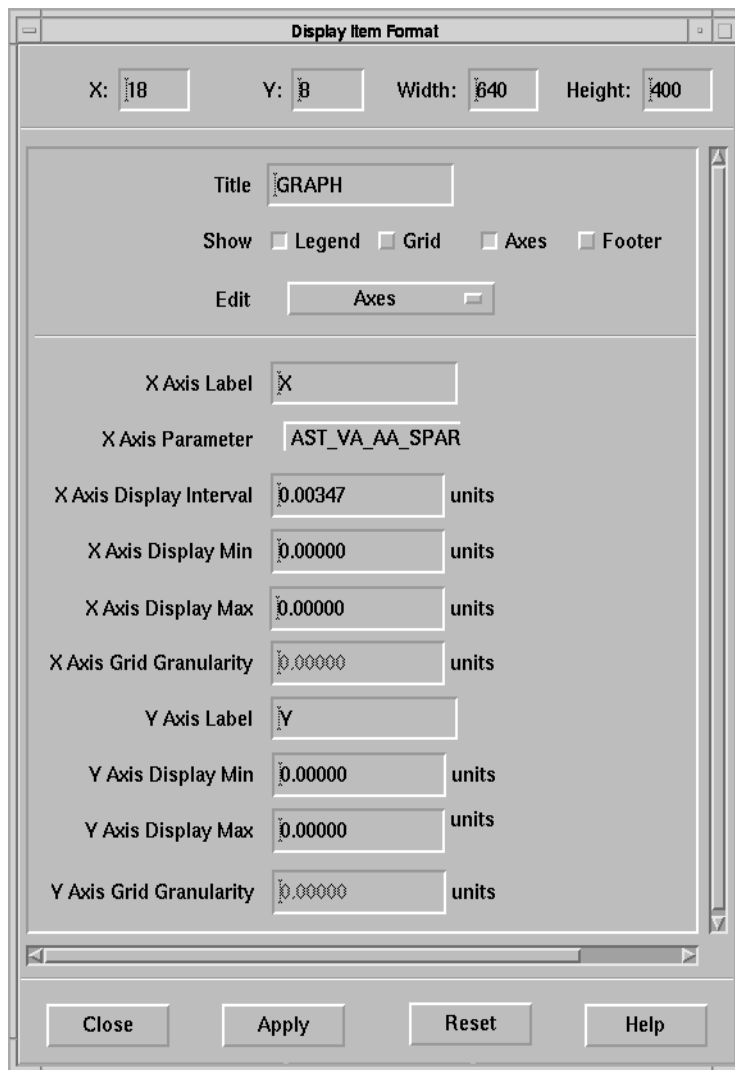 Display Item Format
X: 18 Y: 8 Width: 640 Height: 400
Title GRAPH
Show Legend Grid Axes Footer
Edit Axes
X Axis Label X
X Axis Parameter AST_VA_AA_SPAR
X Axis Display Interval 0.00347 units
X Axis Display Min 0.00000 units
X Axis Display Max 0.00000 units
X Axis Grid Granularity 0.00000 units
Y Axis Label Y
Y Axis Display Min 0.00000 units
Y Axis Display Max 0.00000 units
Y Axis Grid Granularity 0.00000 units
Close Apply Reset Help